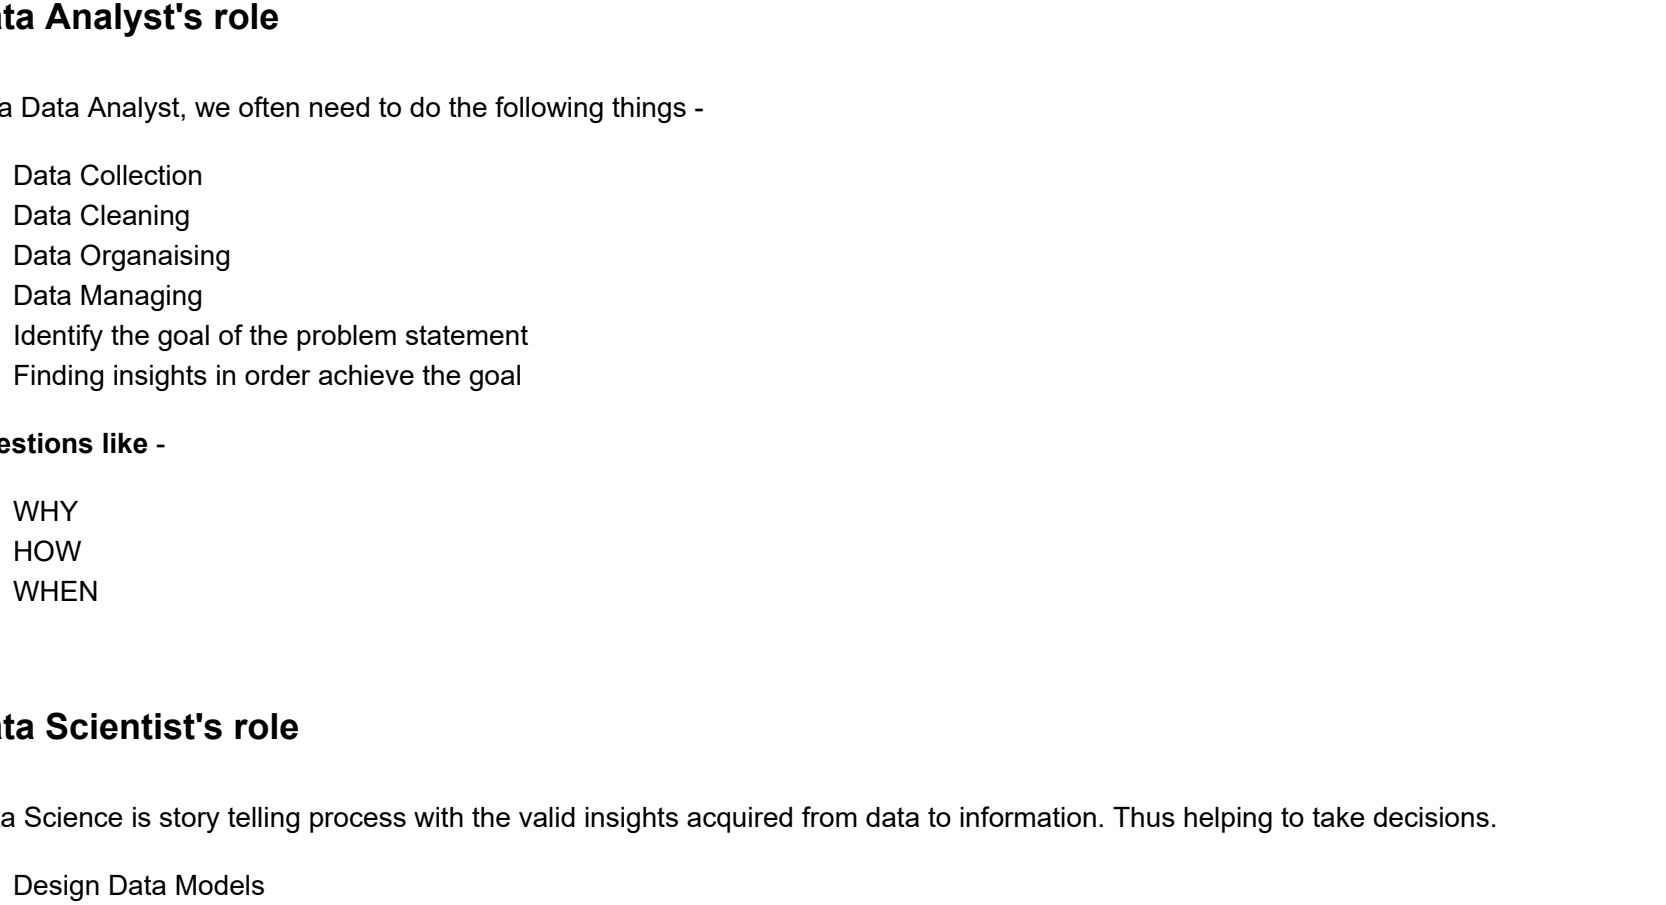 ta Analyst's role
a Data Analyst, we often need to do the following things -
Data Collection
Data Cleaning
Data Organaising
Data Managing
Identify the goal of the problem statement
Finding insights in order achieve the goal
estions like -
WHY
HOW
WHEN
ta Scientist's role
a Science is story telling process with the valid insights acquired from data to information. Thus helping to take decisions.
Design Data Models